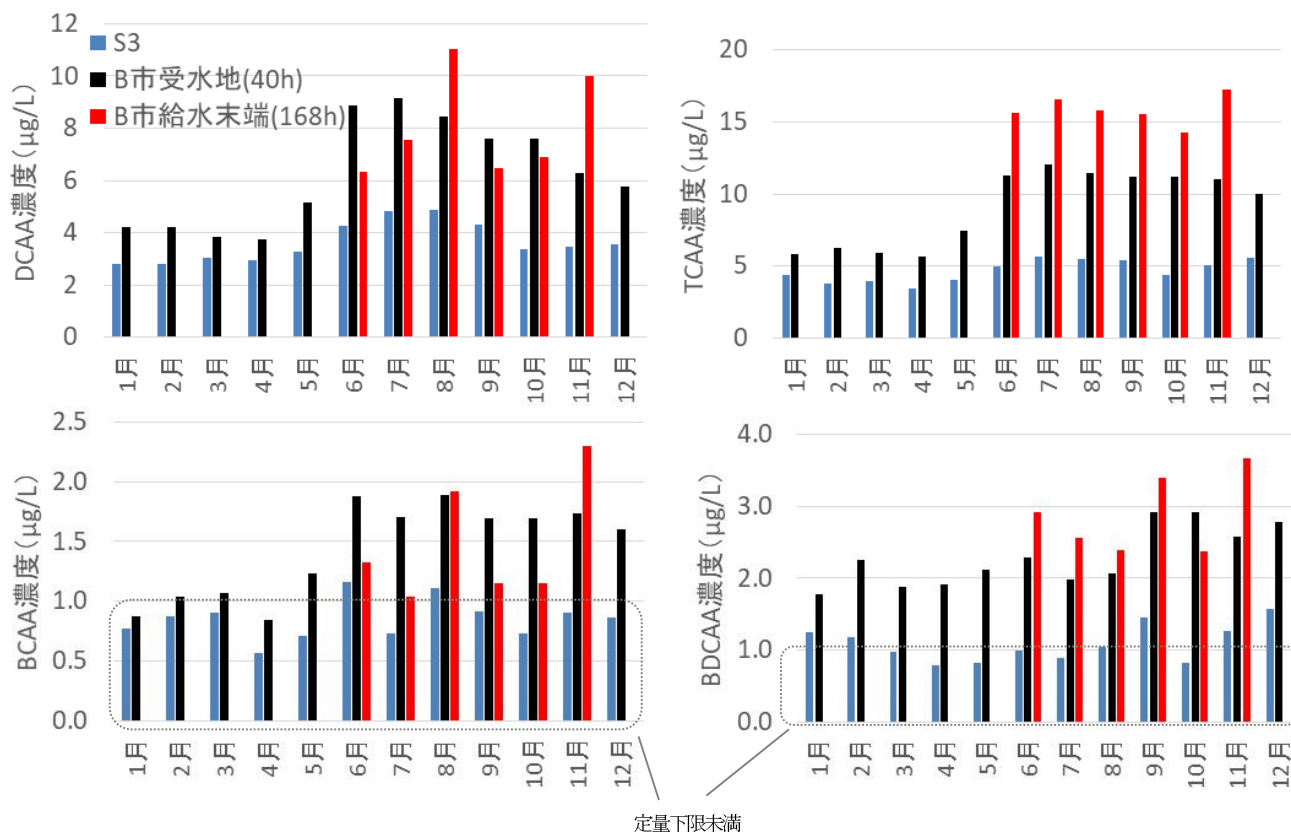 DCAA濃度(μg/L)
12
10
8
6
4
2
0
S3
B市受水地(40h)
B市給水末端(168h)
1月 2月 3月 4月 5月 6月 7月 8月 9月 10月 11月 12月
TCAA濃度(μg/L)
20
15
10
5
0
1月 2月 3月 4月 5月 6月 7月 8月 9月 10月 11月 12月
BCAA濃度(μg/L)
2.5
2.0
1.5
1.0
0.5
0.0
1月 2月 3月 4月 5月 6月 7月 8月 9月 10月 11月 12月
BDCAA濃度(μg/L)
4.0
3.0
2.0
1.0
0.0
1月 2月 3月 4月 5月 6月 7月 8月 9月 10月 11月 12月
定量下限未満